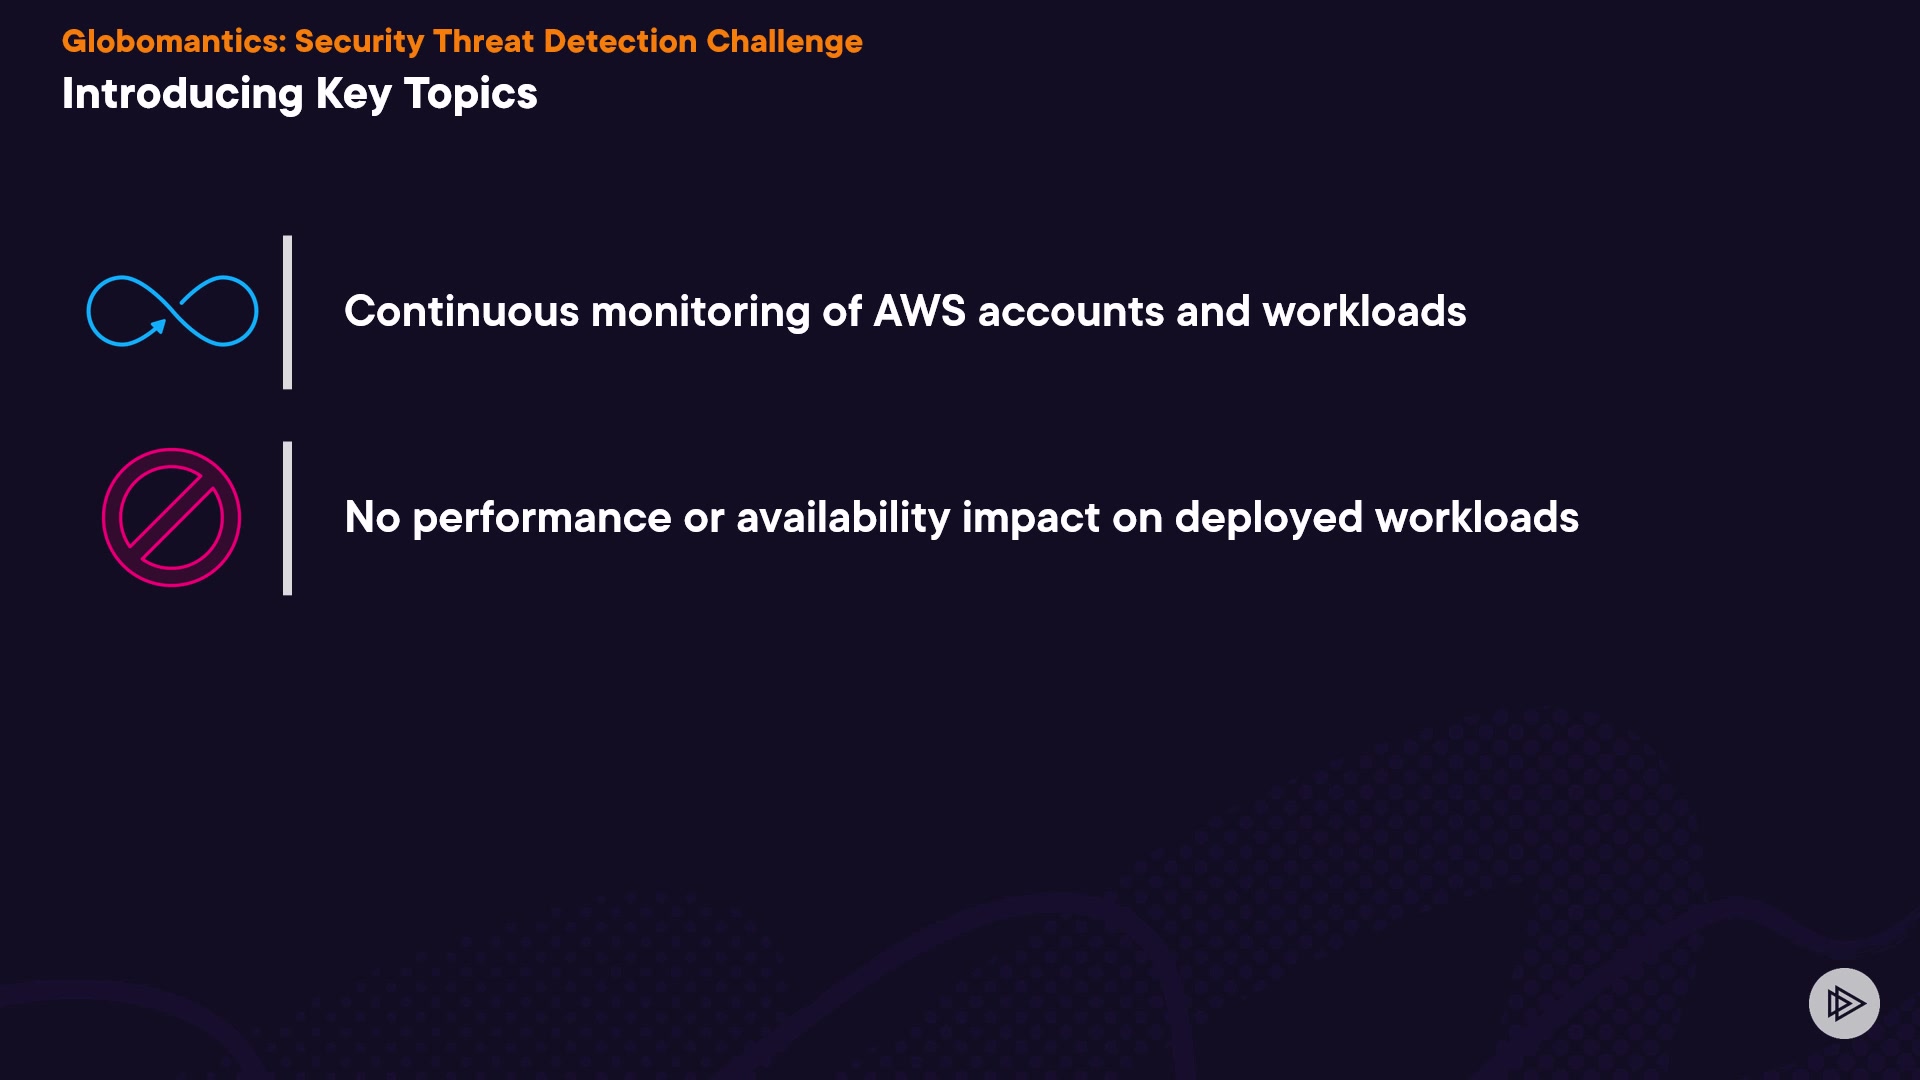 Globomantics: Security Threat Detection Challenge
Introducing Key Topics
Continuous monitoring of AWS accounts and workloads
No performance or availability impact on deployed workloads